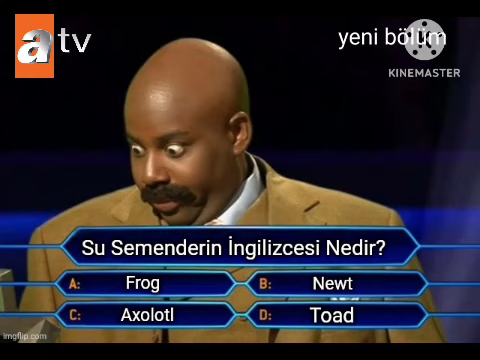 atv
yeni bölüm
KINEMASTER
Su Semenderin İngilizcesi Nedir?
A: Frog
B: Newt
C: Axolotl
D: Toad
imgflip.com